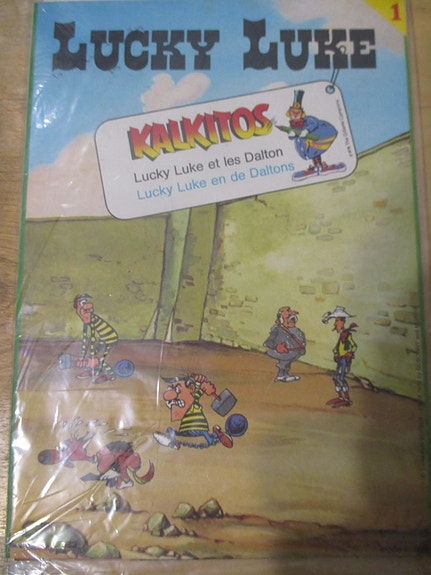 1
LUCKY LUKE
KALKITOS
Lucky Luke et les Dalton
Lucky Luke en de Daltons